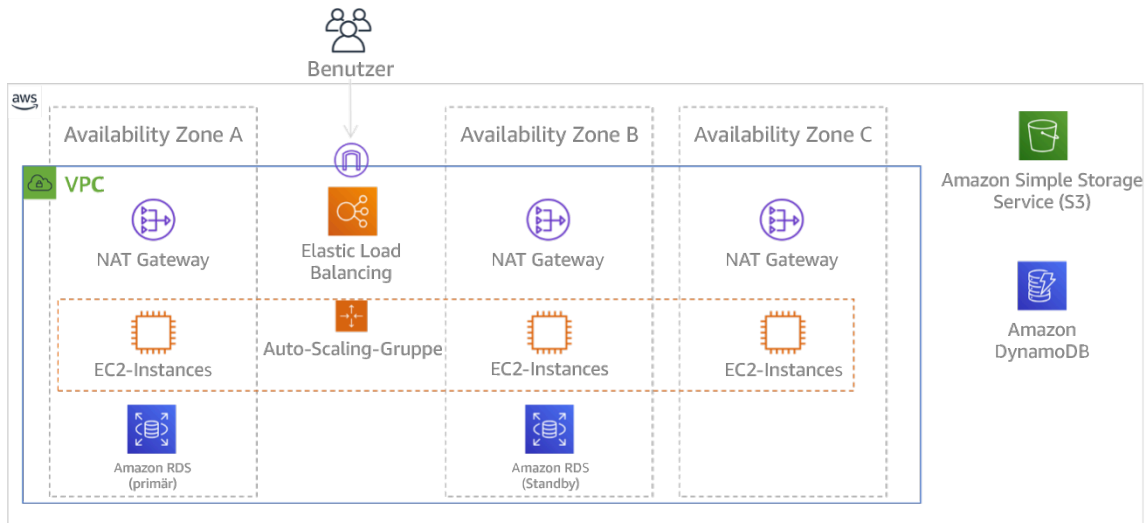 Benutzer
aws
Availability Zone A
Availability Zone B
Availability Zone C
VPC
NAT Gateway
Elastic Load
Balancing
NAT Gateway
NAT Gateway
Amazon Simple Storage
Service (S3)
EC2-Instances
Auto-Scaling-Gruppe
EC2-Instances
EC2-Instances
Amazon
DynamoDB
Amazon RDS
(primär)
Amazon RDS
(Standby)